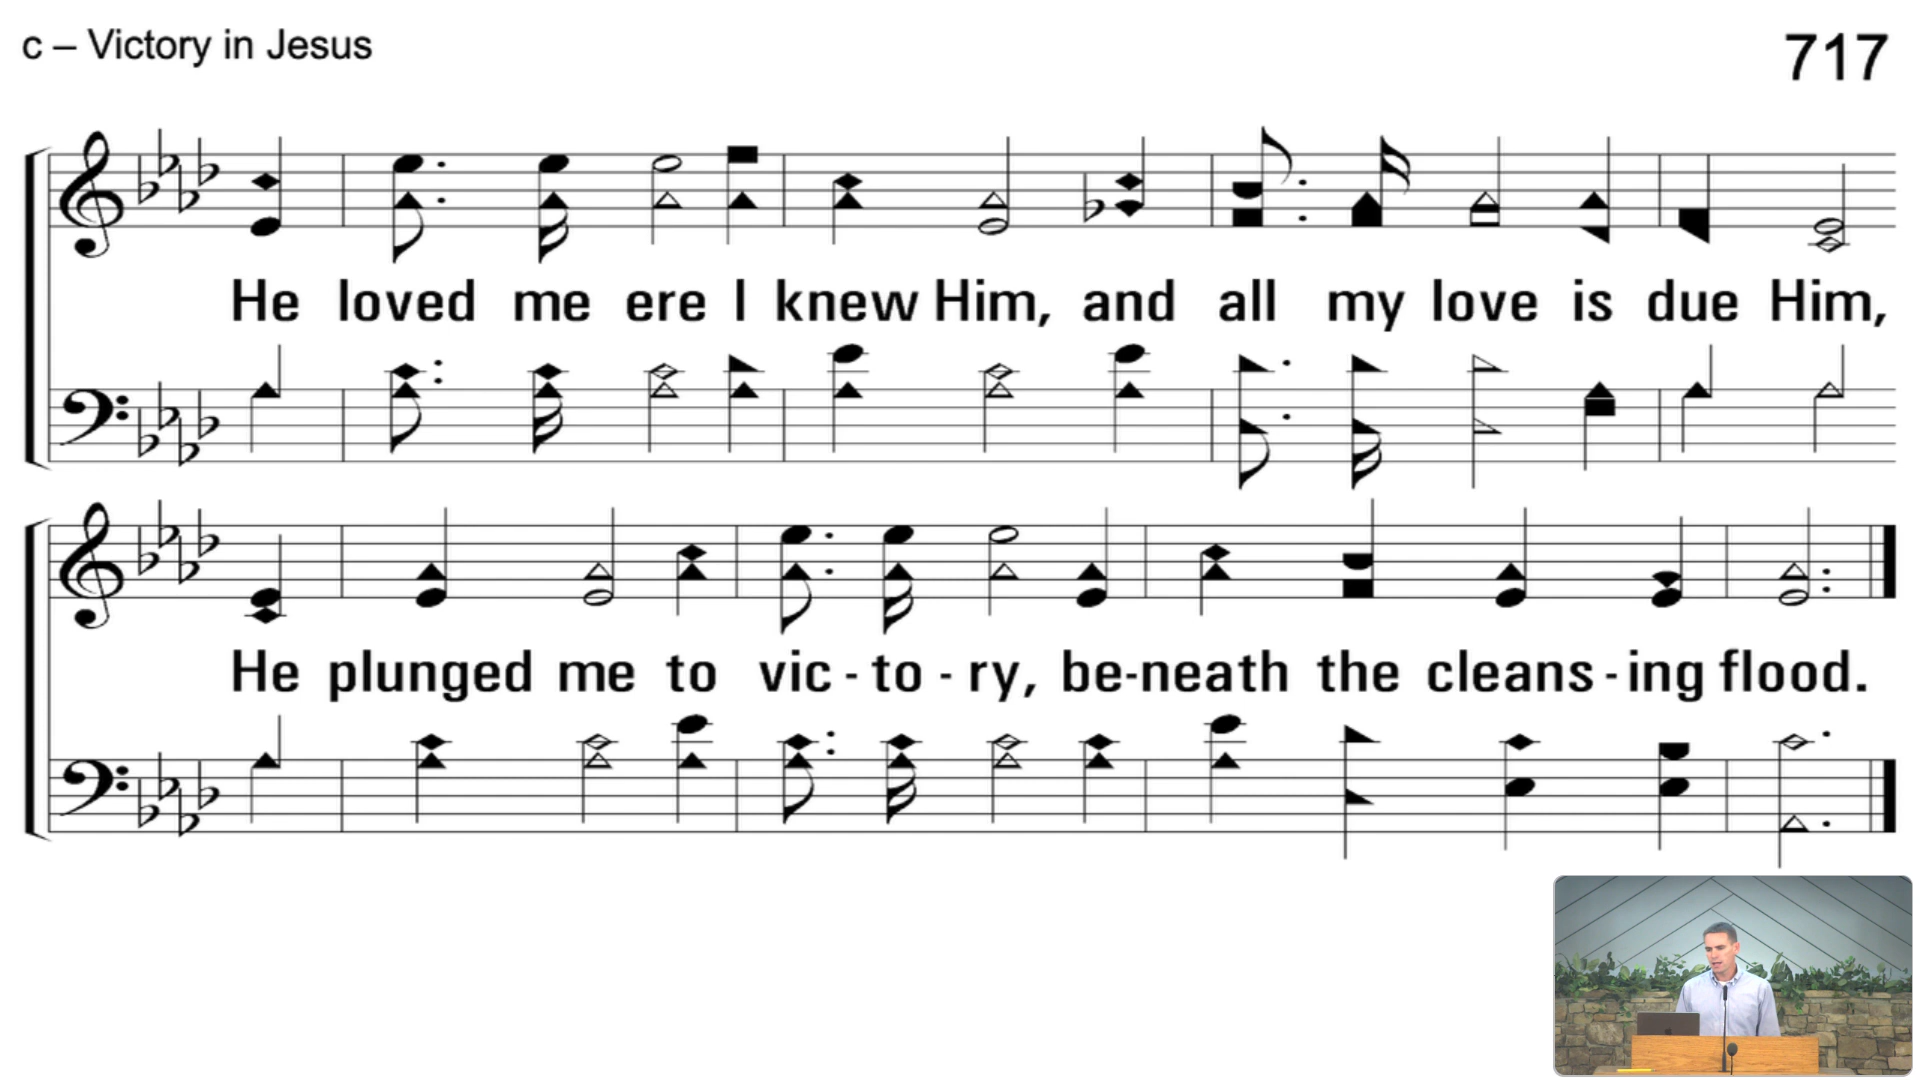 c – Victory in Jesus
717
He loved me ere I knew Him, and all my love is due Him,
He plunged me to vic - to - ry, be-neath the cleans - ing flood.